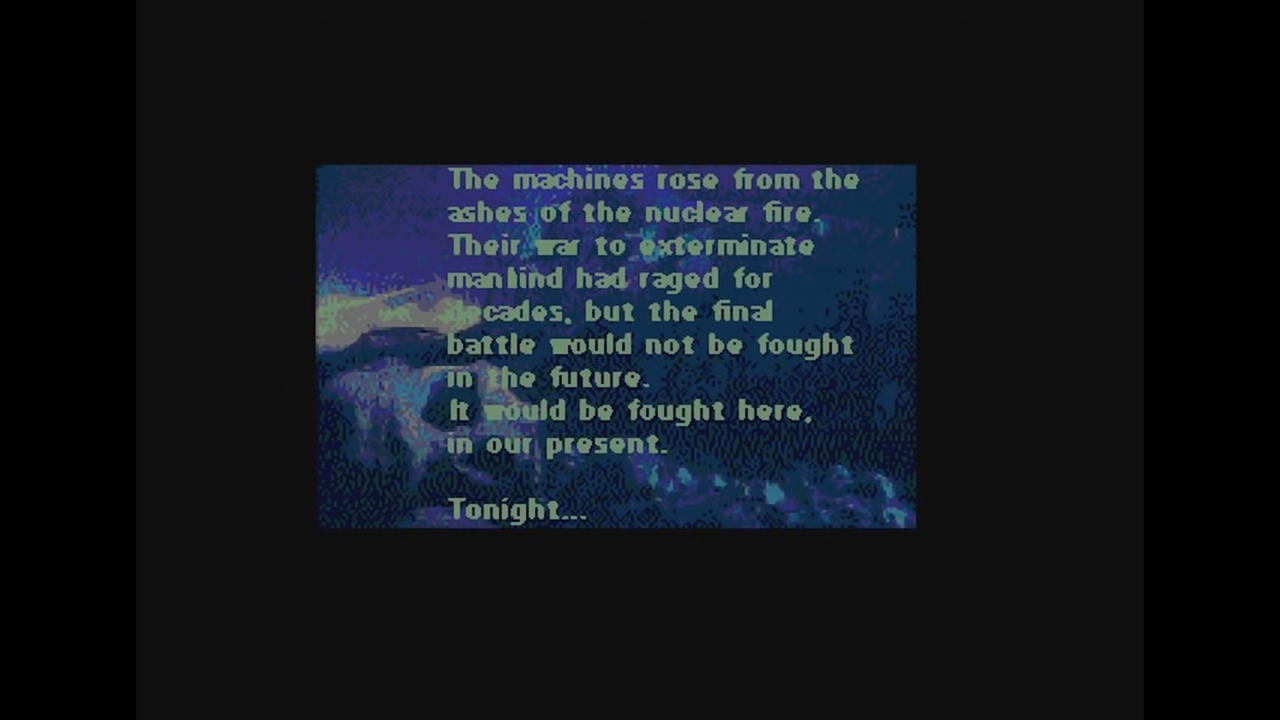 The machines rose from the
ashes of the nuclear fire.
Their war to exterminate
mankind had raged for
decades, but the final
battle would not be fought
in the future.
It would be fought here,
in our present.
Tonight...